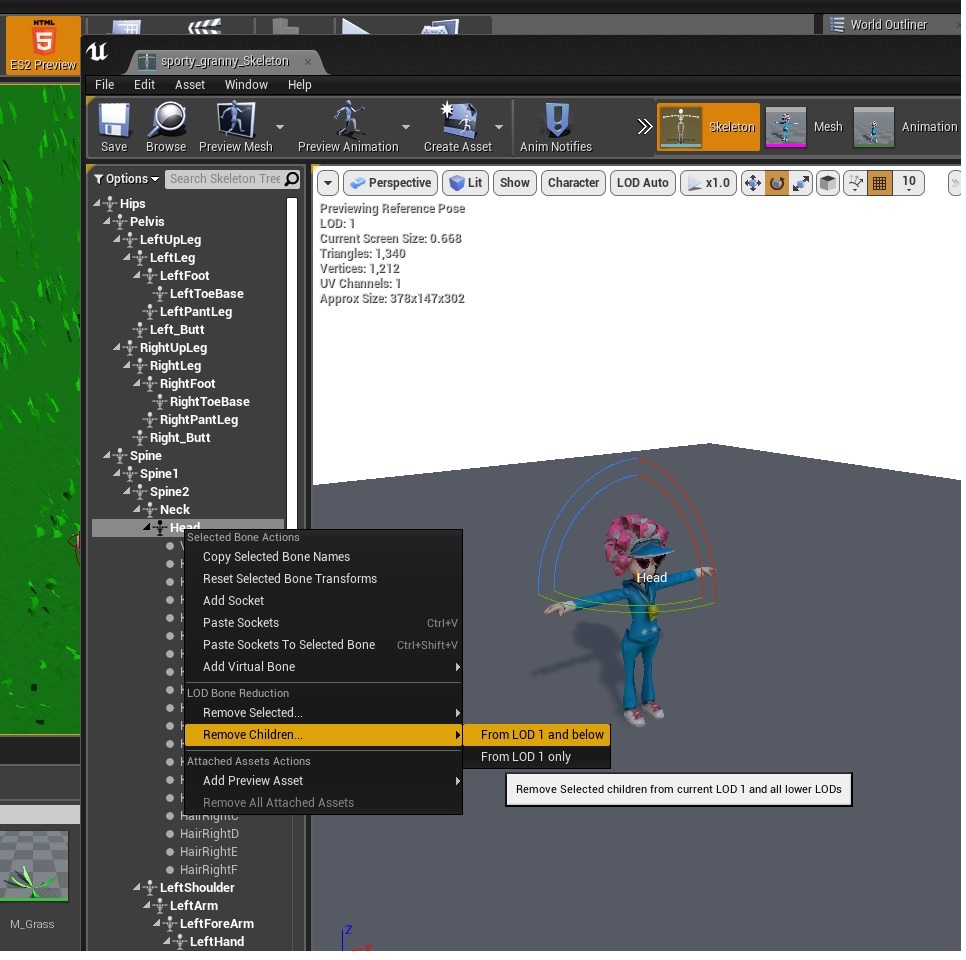 HTML
5
ES2 Preview
World Outliner
sporty_granny_Skeleton
File Edit Asset Window Help
Save Browse Preview Mesh Preview Animation Create Asset Anim Notifies Skeleton Mesh Animation
Options Search Skeleton Tree
Perspective Lit Show Character LOD Auto x1.0 10
Previewing Reference Pose
LOD: 1
Current Screen Size: 0.668
Triangles: 1,340
Vertices: 1,212
UV Channels: 1
Approx Size: 378x147x302
Hips
Pelvis
LeftUpLeg
LeftLeg
LeftFoot
LeftToeBase
LeftPantLeg
Left_Butt
RightUpLeg
RightLeg
RightFoot
RightToeBase
RightPantLeg
Right_Butt
Spine
Spine1
Spine2
Neck
Head
Selected Bone Actions
Copy Selected Bone Names
Reset Selected Bone Transforms
Add Socket
Paste Sockets Ctrl+V
Paste Sockets To Selected Bone Ctrl+Shift+V
Add Virtual Bone
LOD Bone Reduction
Remove Selected...
Remove Children...
From LOD 1 and below
From LOD 1 only
Remove Selected children from current LOD 1 and all lower LODs
Attached Assets Actions
Add Preview Asset
Remove All Attached Assets
Head
HairRightC
HairRightD
HairRightE
HairRightF
LeftShoulder
LeftArm
LeftForeArm
LeftHand
M_Grass
Z